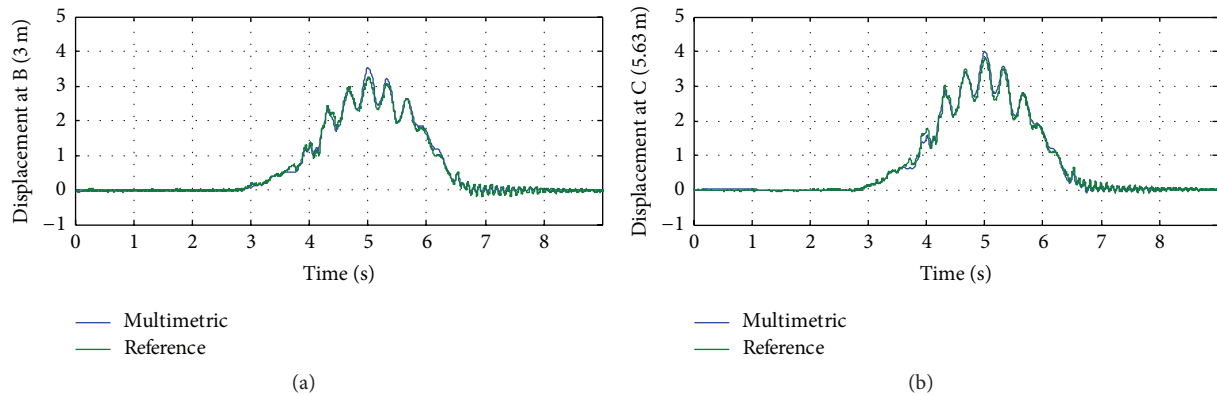 Displacement at B (3 m)
5
4
3
2
1
0
−1
0 1 2 3 4 5 6 7 8
Time (s)
Multimetric
Reference
(a)
Displacement at C (5.63 m)
5
4
3
2
1
0
−1
0 1 2 3 4 5 6 7 8
Time (s)
Multimetric
Reference
(b)